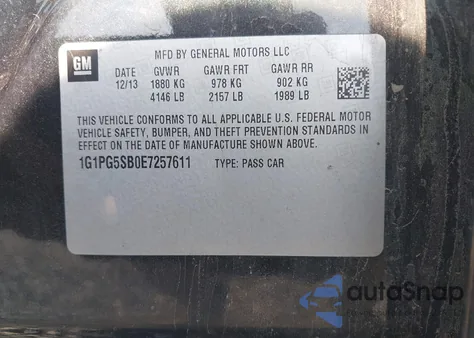 MFD BY GENERAL MOTORS LLC
GM
DATE GVWR GAWR FRT GAWR RR
12/13 1880 KG 978 KG 902 KG
4146 LB 2157 LB 1989 LB
THIS VEHICLE CONFORMS TO ALL APPLICABLE U.S. FEDERAL MOTOR
VEHICLE SAFETY, BUMPER, AND THEFT PREVENTION STANDARDS IN
EFFECT ON THE DATE OF MANUFACTURE SHOWN ABOVE.
1G1PG5SB0E7257611 TYPE: PASS CAR
autoSnap